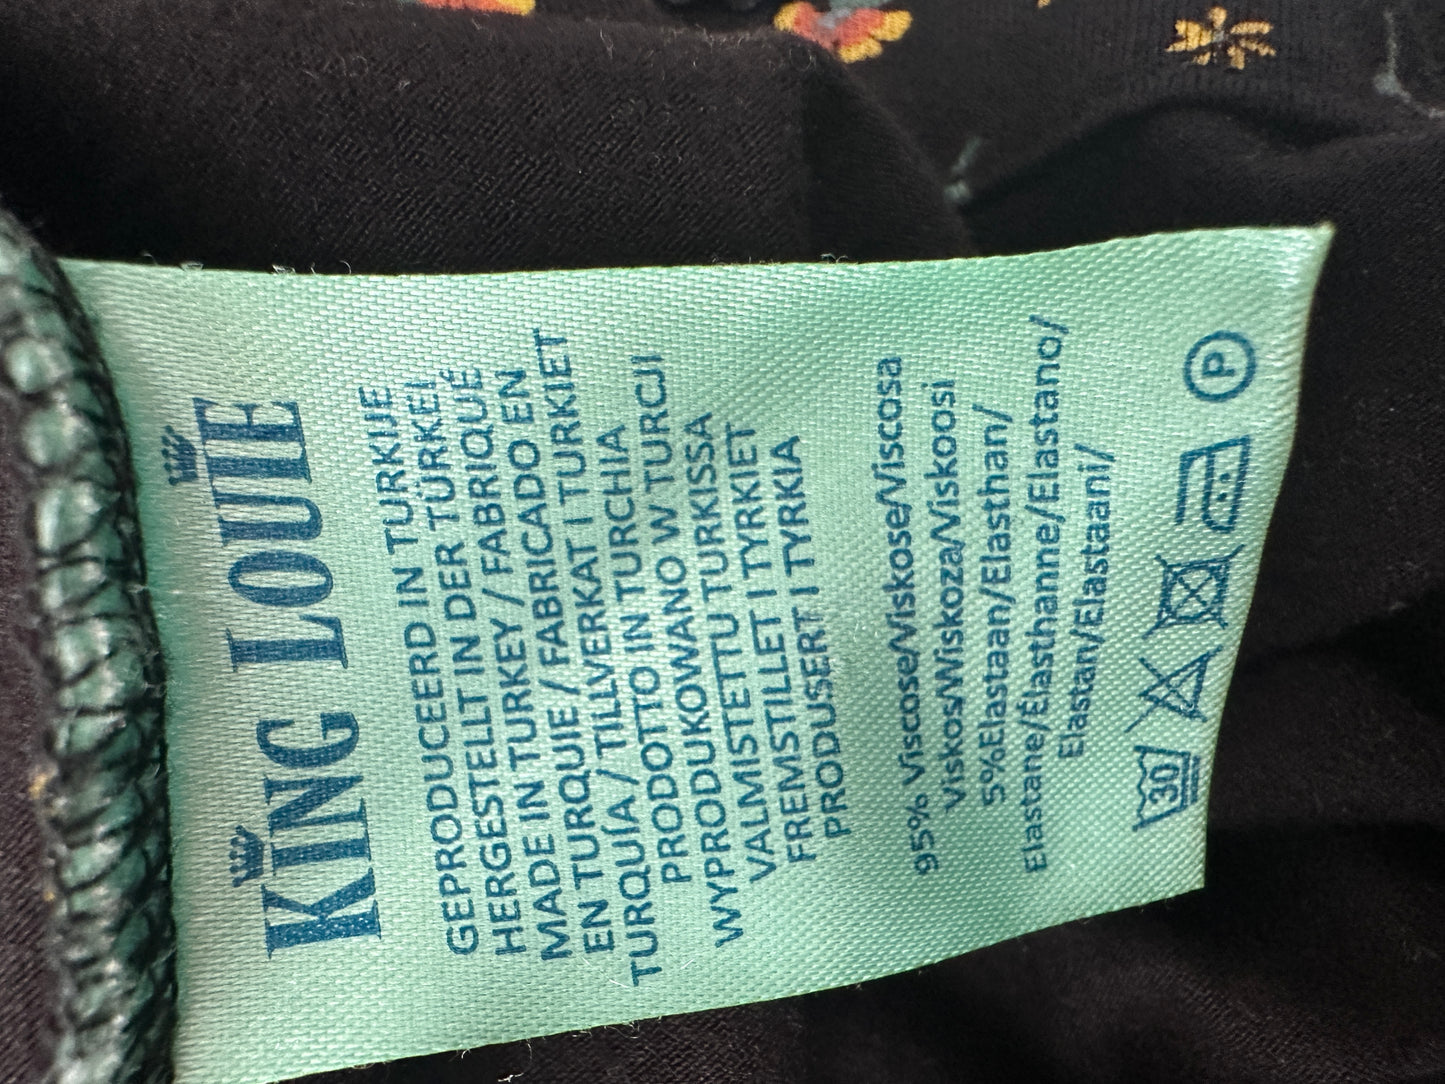 KING LOUIE
GEPRODUCEERD IN TURKIJE
HERGESTELLT IN DER TÜRKEI
MADE IN TURKEY / FABRIQUÉ
EN TURQUIE / FABRICADO EN
TURQUÍA / TILLVERKAT I TURKIET
PRODOTTO IN TURCHIA
WYPRODUKOWANO W TURCJI
VALMISTETTU TURKISSA
FREMSTILLET I TYRKIET
PRODUSERT I TYRKIA
95% Viscose/Viskose/Viscosa
Viskos/Wiskoza/Viskoosi
5%Elastaan/Elasthan/
Elastane/Élasthanne/Elastano/
Elastan/Elastaani/
30 P